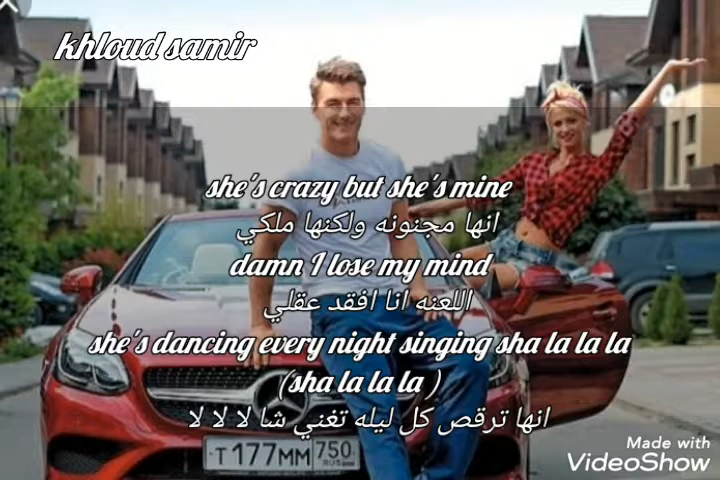 khloud samir
she's crazy but she's mine
انها مجنونه ولكنها ملكي
damn I lose my mind
اللعنه انا افقد عقلي
she's dancing every night singing sha la la la
(sha la la la )
انها ترقص كل ليله تغني شا لا لا لا
T177MM 750
RUS
Made with
VideoShow